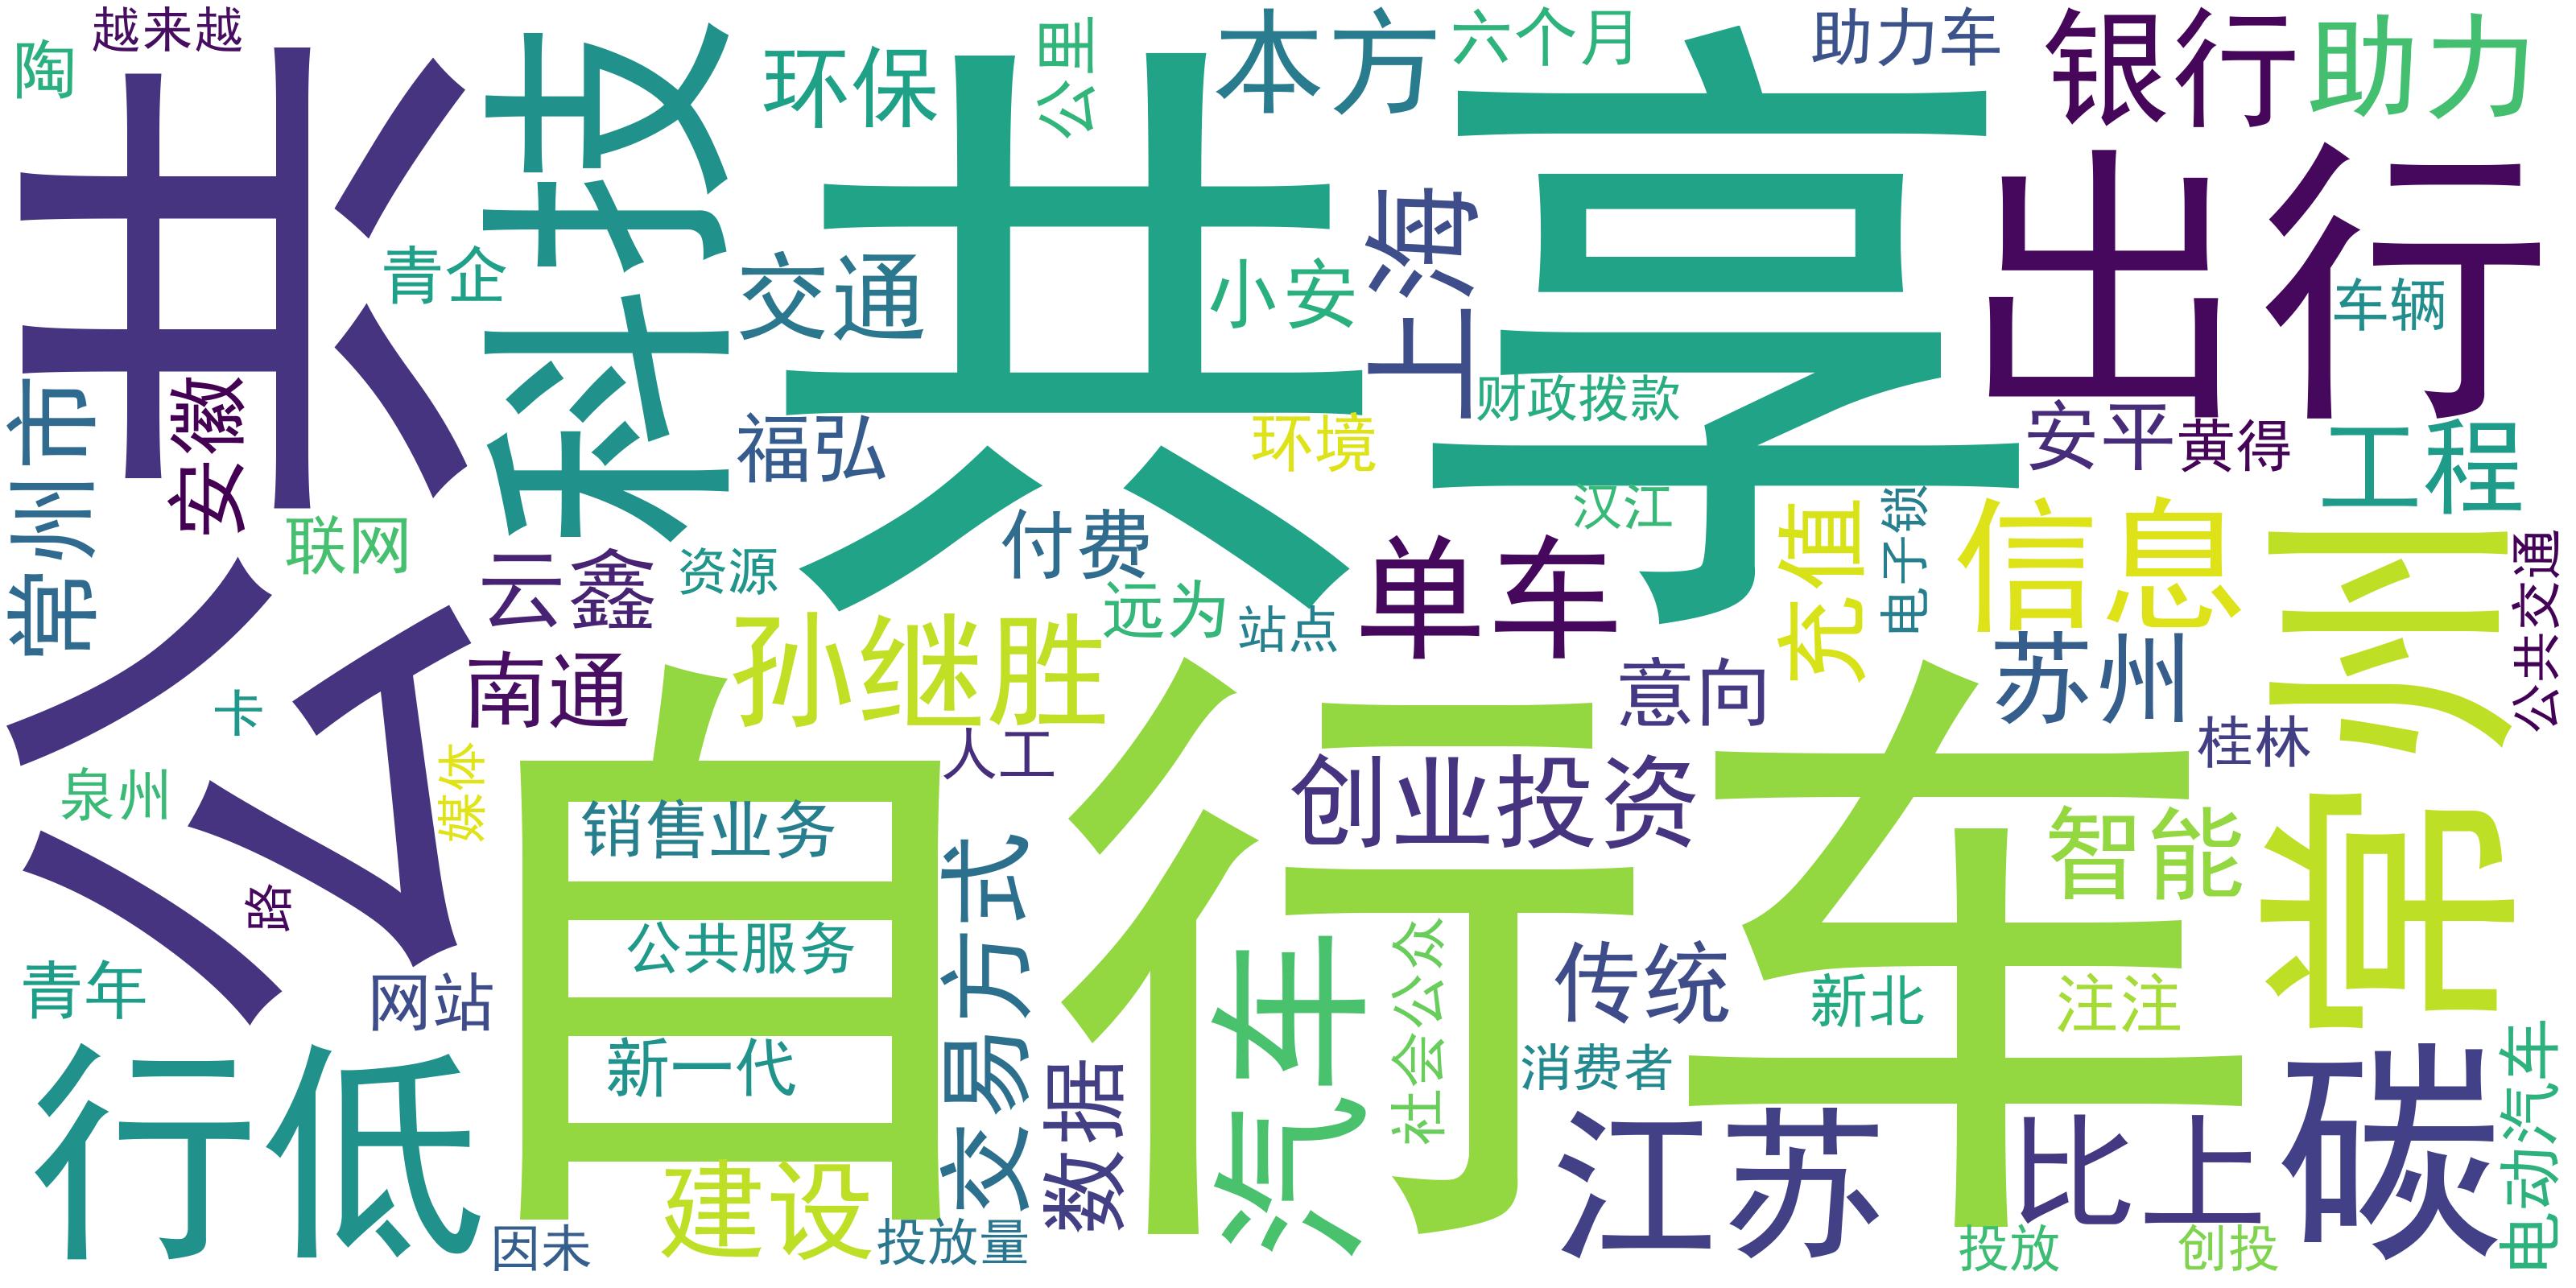 越来越
陶
公共
科技
环保
公里
本方
六个月
助力车
银行
助力
共享
出行
青企
交通
小安
上海
车辆
常州市
安徽
福弘
环境
财政拨款
安平
黄得
工程
联网
云鑫
资源
付费
远为
站点
汉江
单车
充值
电子锁
信息
常州
公共交通
南通
孙继胜
意向
苏州
桂林
卡
泉州
媒体
路
人工
自行车
销售业务
创业投资
智能
公共服务
交易方式
汽车
社会公众
传统
新北
注注
青年
网站
新一代
数据
消费者
行低
碳
电动汽车
建设
江苏
比上
因未
投放量
投放
创投